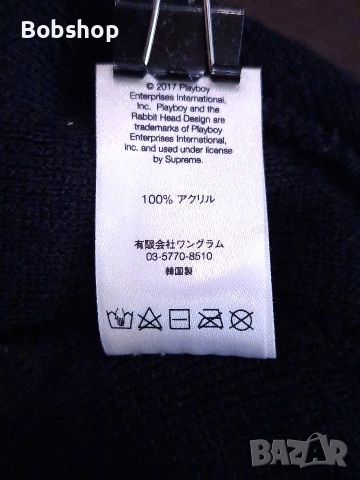 Bobshop
© 2017 Playboy
Enterprises International,
Inc. Playboy and the
Rabbit Head Design are
trademarks of Playboy
Enterprises International,
Inc. and used under license
by Supreme.
100% アクリル
有限会社ワングラム
03-5770-8510
韓国製
BAZAR